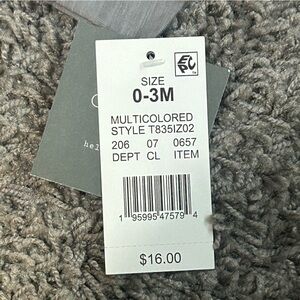 SIZE
0-3M
MULTICOLORED
STYLE T835IZ02
206 07 0657
DEPT CL ITEM
1 95995 47579 4
$16.00